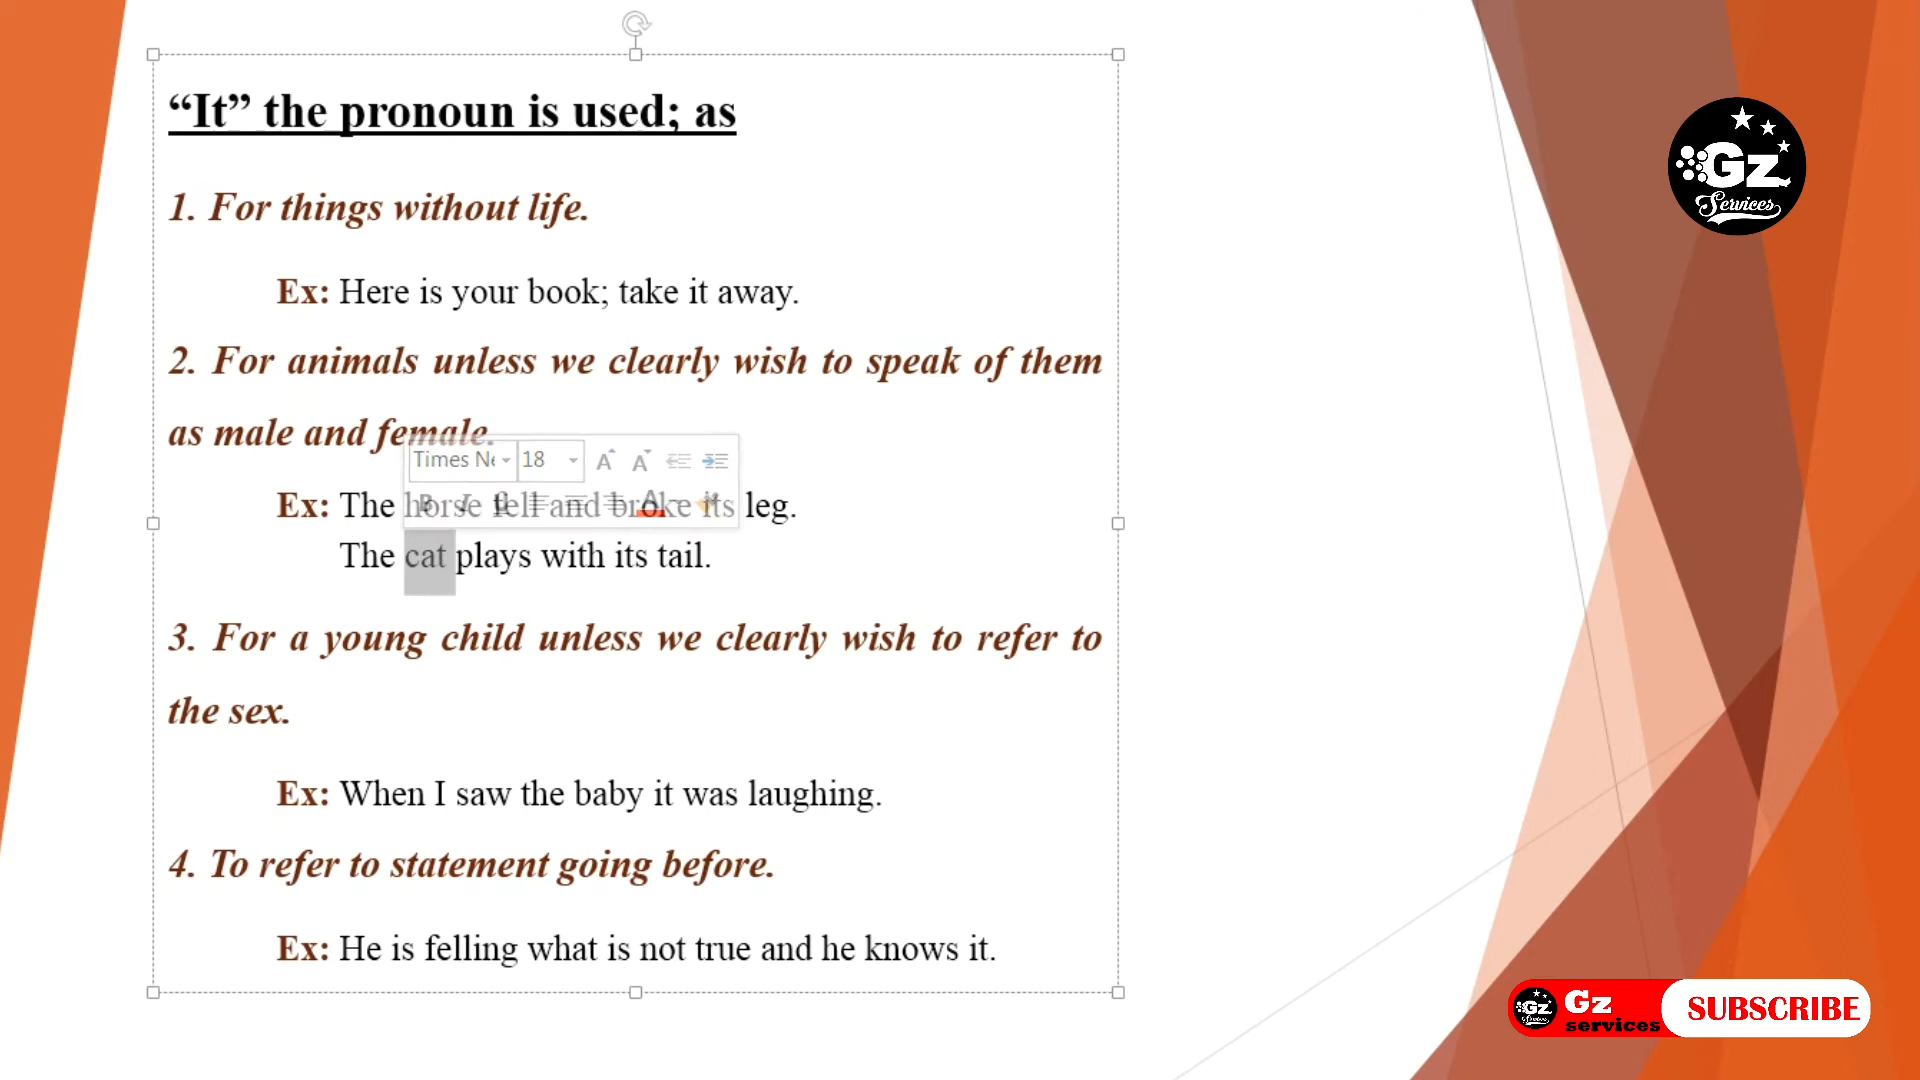 “It” the pronoun is used; as
1. For things without life.
Ex: Here is your book; take it away.
2. For animals unless we clearly wish to speak of them
as male and female.
Times Ne 18
Ex: The horse fell and broke its leg.
The cat plays with its tail.
3. For a young child unless we clearly wish to refer to
the sex.
Ex: When I saw the baby it was laughing.
4. To refer to statement going before.
Ex: He is felling what is not true and he knows it.
Gz
Services
Gz
services
SUBSCRIBE